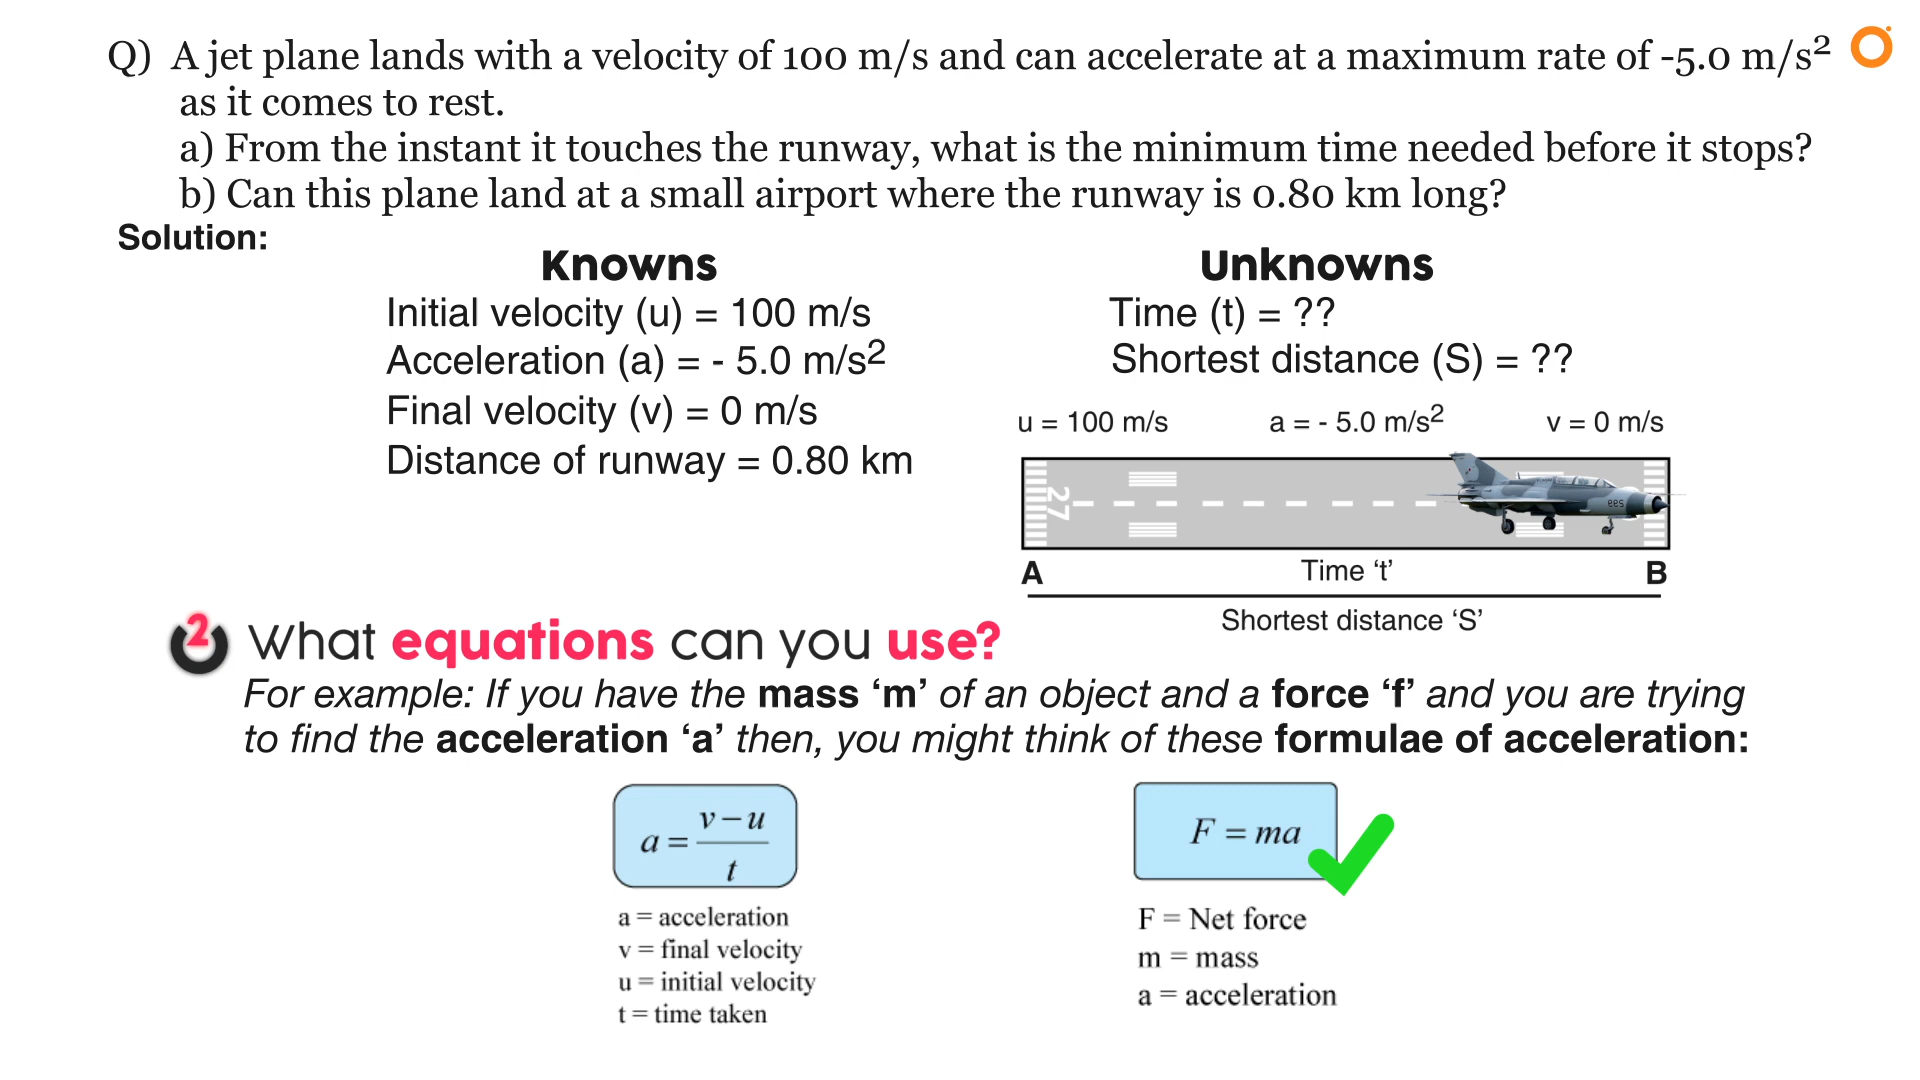 Q) A jet plane lands with a velocity of 100 m/s and can accelerate at a maximum rate of -5.0 m/s²
as it comes to rest.
a) From the instant it touches the runway, what is the minimum time needed before it stops?
b) Can this plane land at a small airport where the runway is 0.80 km long?
Solution:
Knowns
Initial velocity (u) = 100 m/s
Acceleration (a) = - 5.0 m/s²
Final velocity (v) = 0 m/s
Distance of runway = 0.80 km
Unknowns
Time (t) = ??
Shortest distance (S) = ??
u = 100 m/s a = - 5.0 m/s² v = 0 m/s
27
ees
A Time ‘t’ B
Shortest distance ‘S’
2 What equations can you use?
For example: If you have the mass ‘m’ of an object and a force ‘f’ and you are trying
to find the acceleration ‘a’ then, you might think of these formulae of acceleration:
a = (v − u) / t
a = acceleration
v = final velocity
u = initial velocity
t = time taken
F = ma
F = Net force
m = mass
a = acceleration